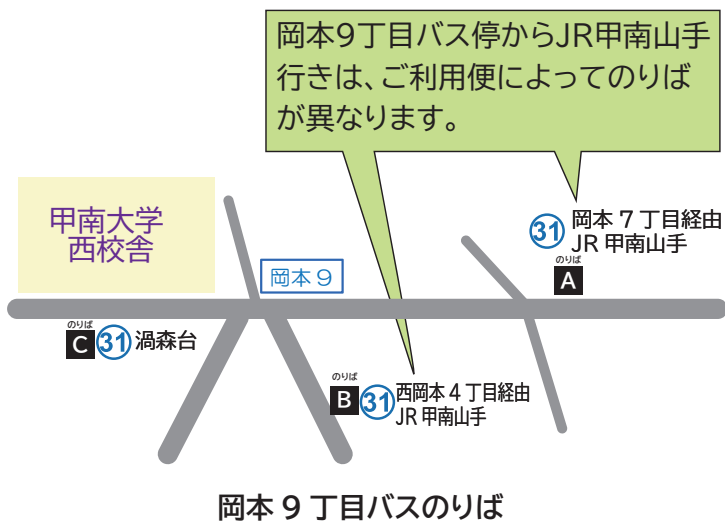 岡本9丁目バス停からJR甲南山手
行きは、ご利用便によってのりば
が異なります。
甲南大学
西校舎
岡本 9
31 岡本 7 丁目経由
JR 甲南山手
のりば
A
のりば
C 31 渦森台
のりば
B 31 西岡本 4 丁目経由
JR 甲南山手
岡本 9 丁目バスのりば